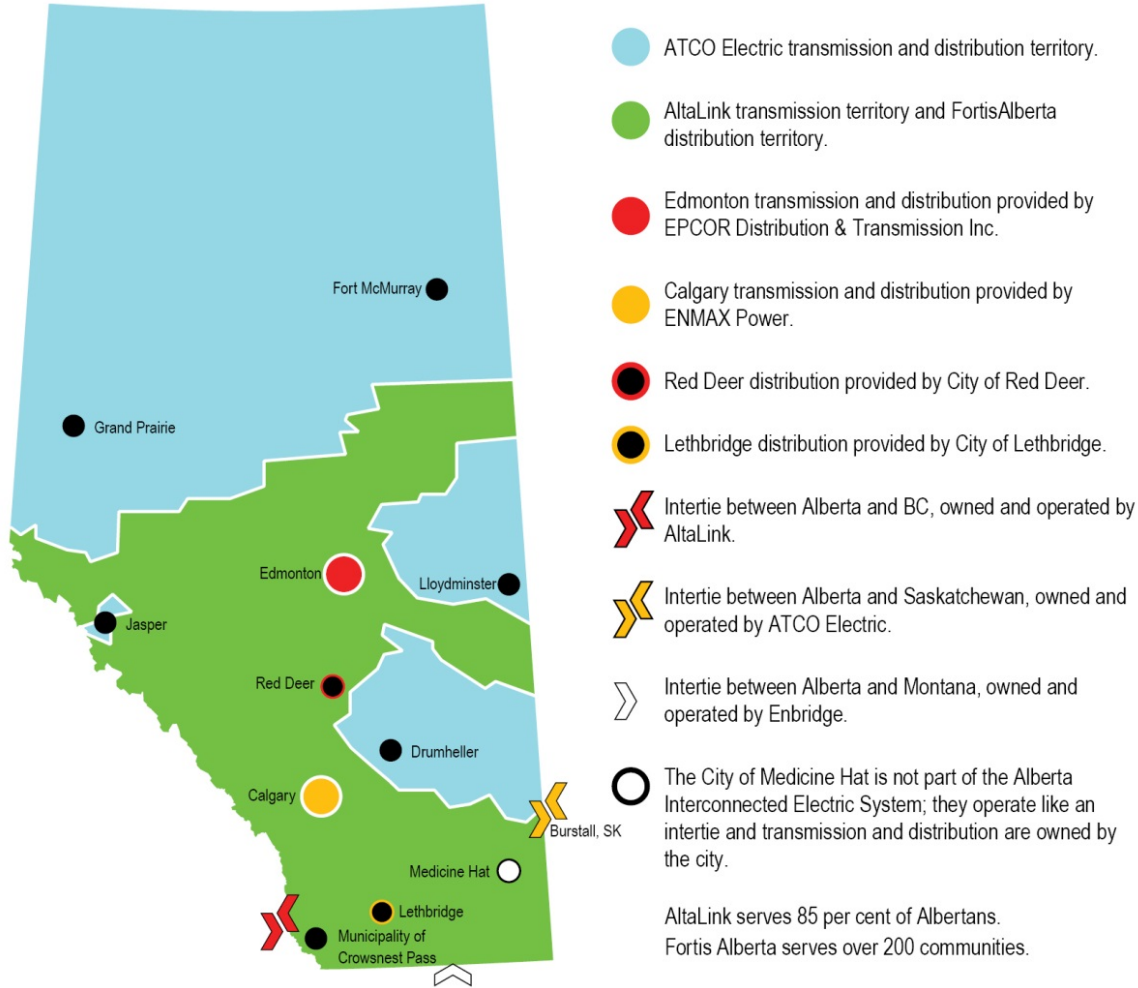 Fort McMurray
Grand Prairie
Edmonton
Lloydminster
Jasper
Red Deer
Drumheller
Calgary
Burstall, SK
Medicine Hat
Lethbridge
Municipality of
Crowsnest Pass
ATCO Electric transmission and distribution territory.
AltaLink transmission territory and FortisAlberta
distribution territory.
Edmonton transmission and distribution provided by
EPCOR Distribution & Transmission Inc.
Calgary transmission and distribution provided by
ENMAX Power.
Red Deer distribution provided by City of Red Deer.
Lethbridge distribution provided by City of Lethbridge.
Intertie between Alberta and BC, owned and operated by
AltaLink.
Intertie between Alberta and Saskatchewan, owned and
operated by ATCO Electric.
Intertie between Alberta and Montana, owned and
operated by Enbridge.
The City of Medicine Hat is not part of the Alberta
Interconnected Electric System; they operate like an
intertie and transmission and distribution are owned by
the city.
AltaLink serves 85 per cent of Albertans.
Fortis Alberta serves over 200 communities.